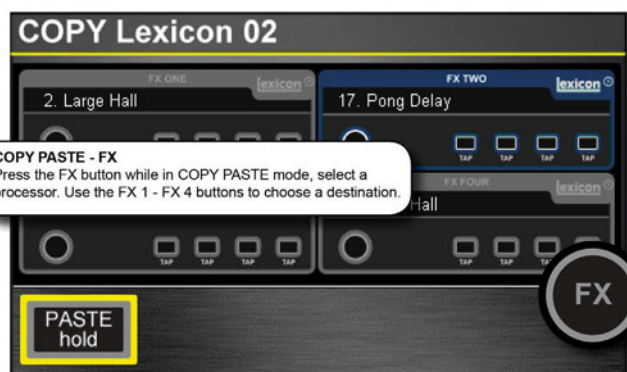 COPY Lexicon 02
FX ONE
lexicon
2. Large Hall
FX TWO
lexicon
17. Pong Delay
TAP TAP TAP TAP
COPY PASTE - FX
Press the FX button while in COPY PASTE mode, select a
processor. Use the FX 1 - FX 4 buttons to choose a destination.
FX FOUR
lexicon
Hall
TAP TAP TAP TAP
TAP TAP TAP TAP
FX
PASTE
hold